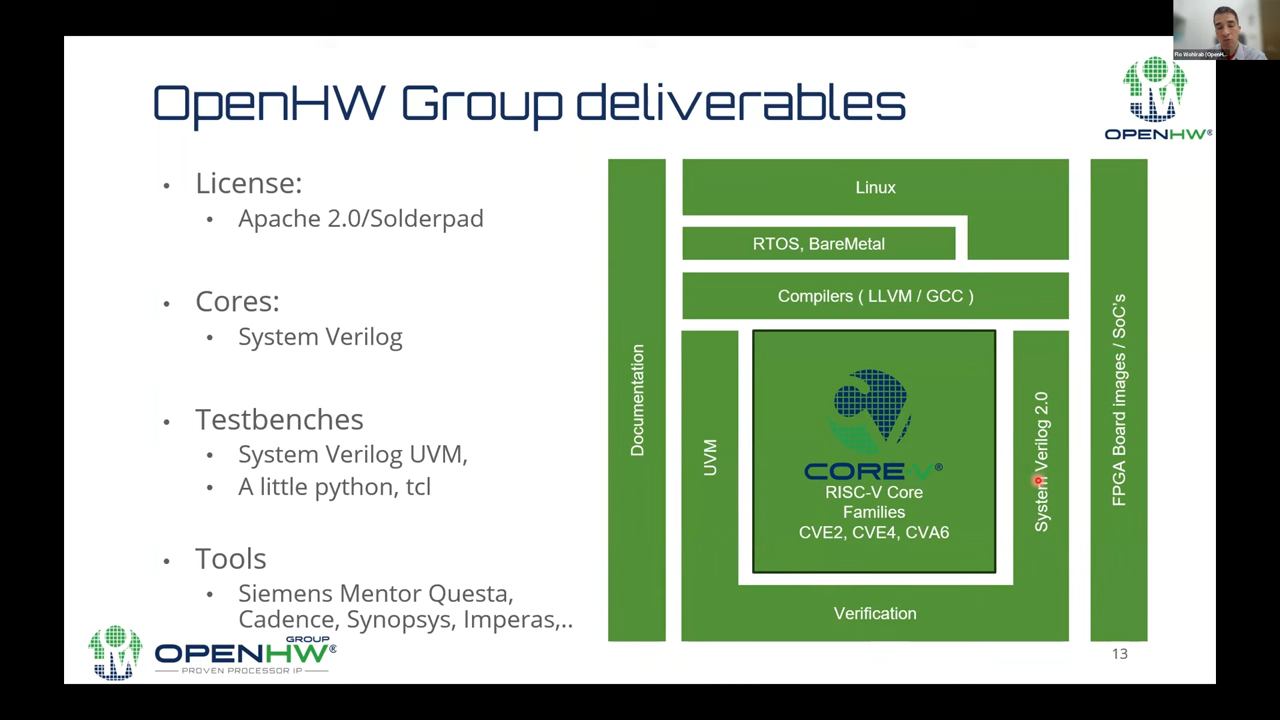 OpenHW Group deliverables
OPENHW®
• License:
• Apache 2.0/Solderpad
• Cores:
• System Verilog
• Testbenches
• System Verilog UVM,
• A little python, tcl
• Tools
• Siemens Mentor Questa,
Cadence, Synopsys, Imperas,..
Documentation
Linux
RTOS, BareMetal
Compilers ( LLVM / GCC )
UVM
CORE-V®
RISC-V Core
Families
CVE2, CVE4, CVA6
System Verilog 2.0
Verification
FPGA Board images / SoC's
GROUP
OPENHW®
PROVEN PROCESSOR IP
13